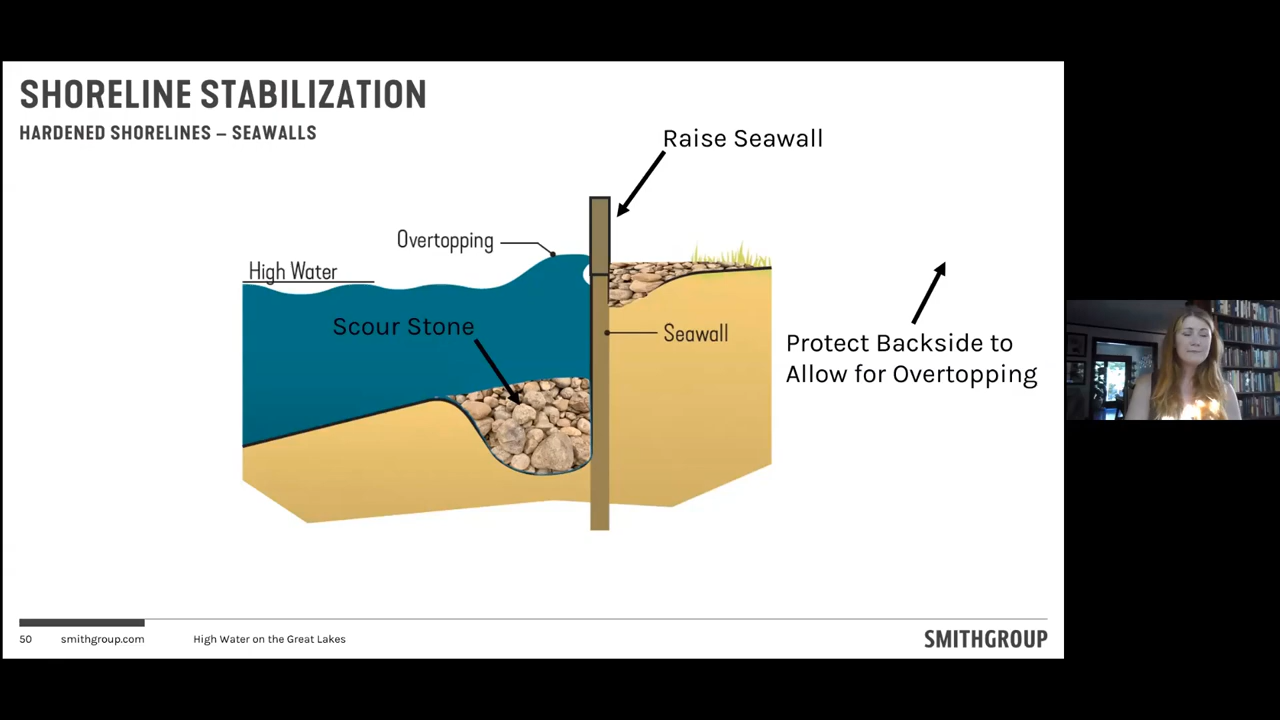 SHORELINE STABILIZATION
HARDENED SHORELINES – SEAWALLS
Raise Seawall
Overtopping
High Water
Scour Stone
Seawall
Protect Backside to
Allow for Overtopping
50 smithgroup.com High Water on the Great Lakes
SMITHGROUP